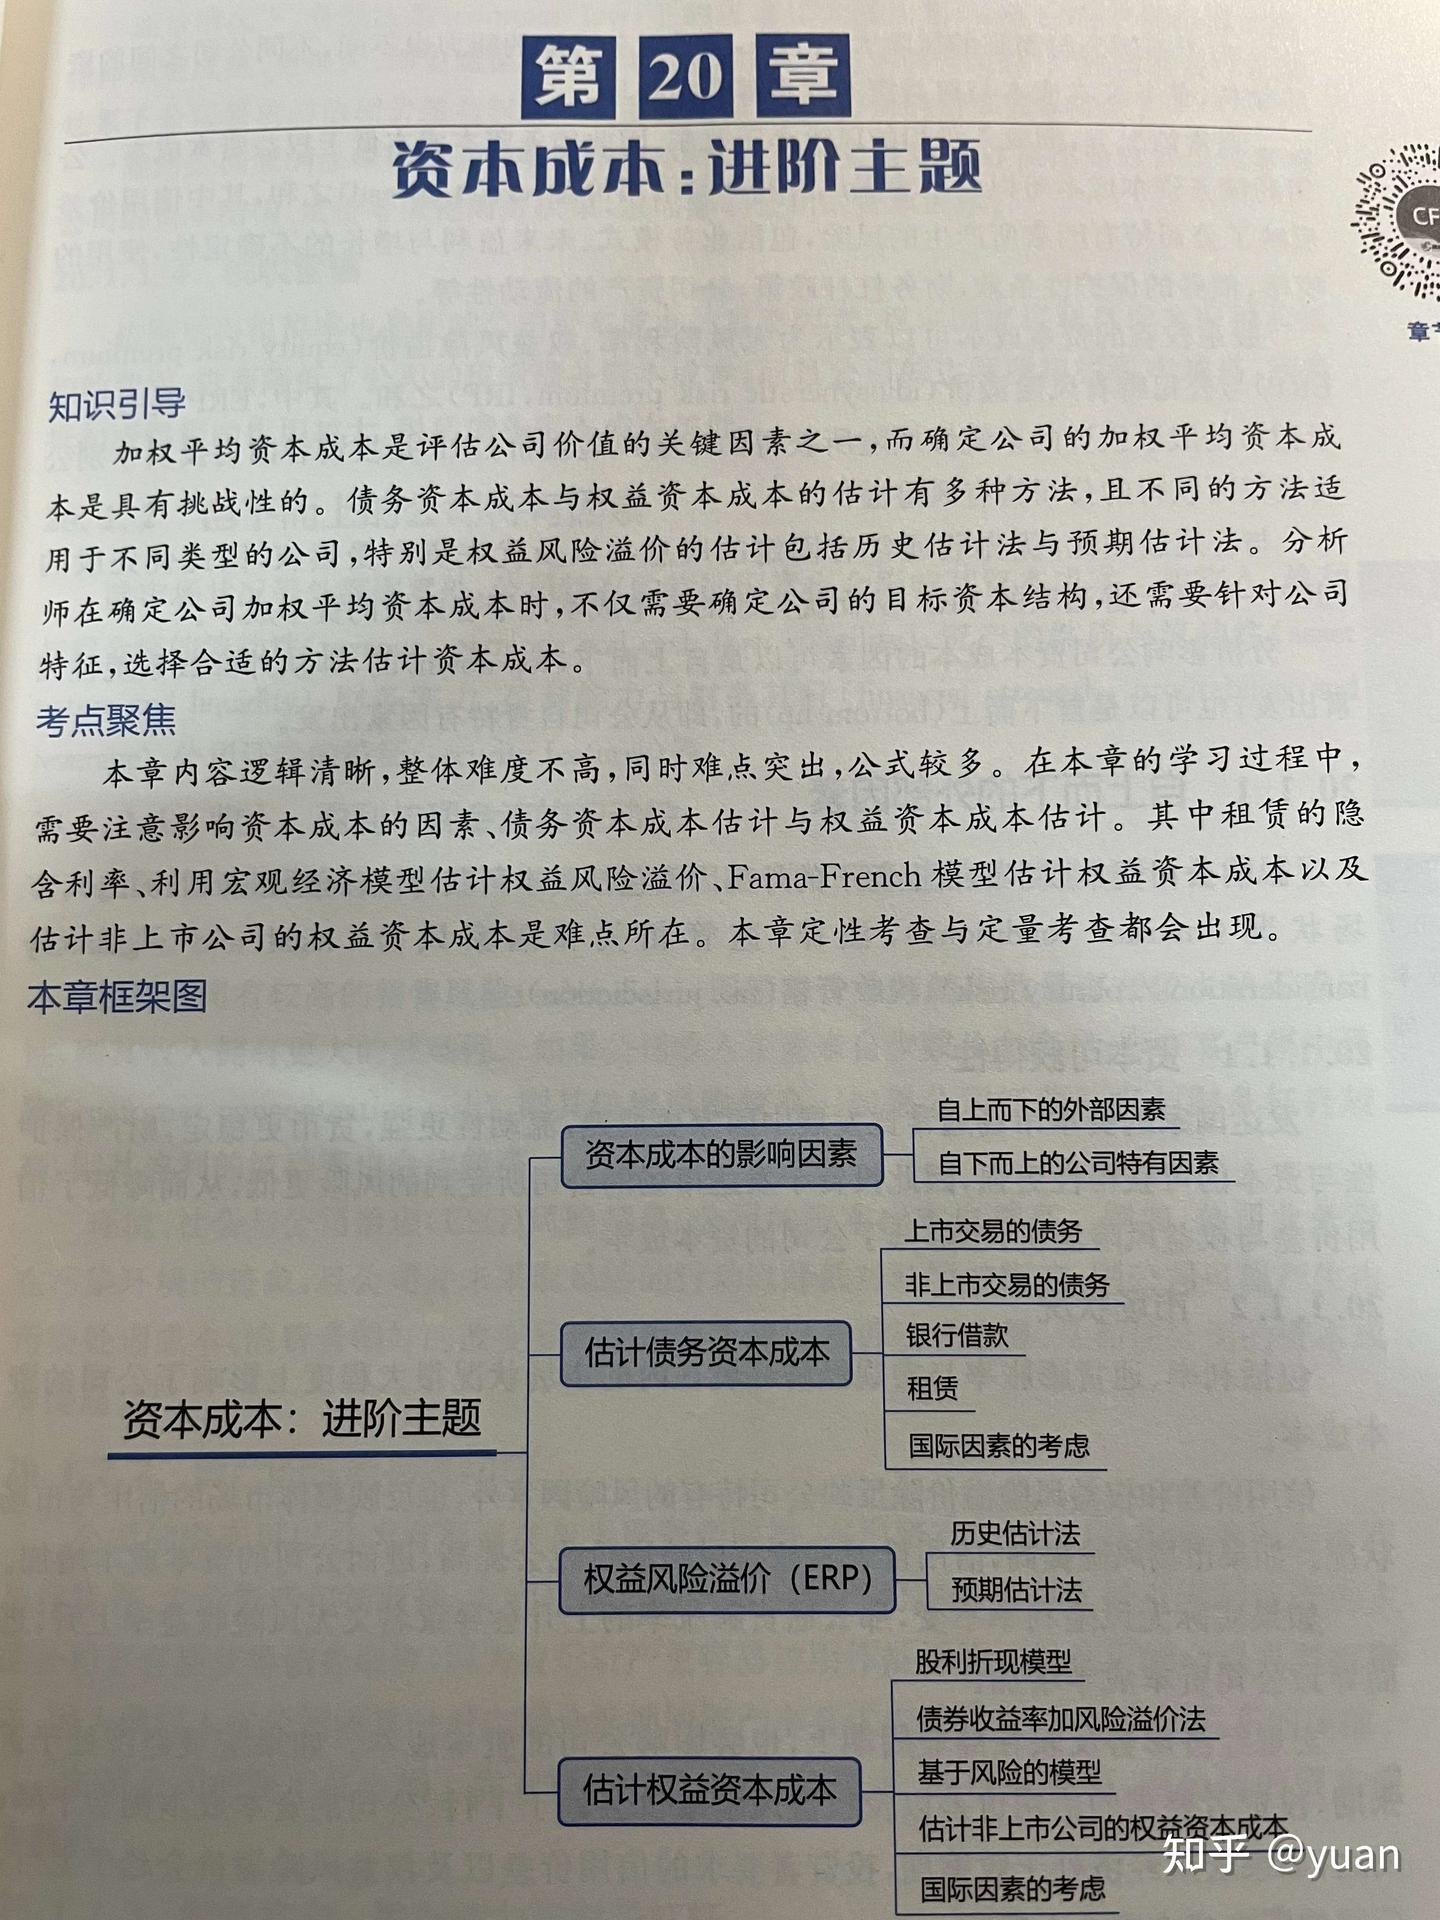 第 20 章
资本成本:进阶主题
CF
章
知识引导
加权平均资本成本是评估公司价值的关键因素之一,而确定公司的加权平均资本成
本是具有挑战性的。债务资本成本与权益资本成本的估计有多种方法,且不同的方法适
用于不同类型的公司,特别是权益风险溢价的估计包括历史估计法与预期估计法。分析
师在确定公司加权平均资本成本时,不仅需要确定公司的目标资本结构,还需要针对公司
特征,选择合适的方法估计资本成本。
考点聚焦
本章内容逻辑清晰,整体难度不高,同时难点突出,公式较多。在本章的学习过程中,
需要注意影响资本成本的因素、债务资本成本估计与权益资本成本估计。其中租赁的隐
含利率、利用宏观经济模型估计权益风险溢价、Fama-French 模型估计权益资本成本以及
估计非上市公司的权益资本成本是难点所在。本章定性考查与定量考查都会出现。
本章框架图
资本成本：进阶主题
资本成本的影响因素
自上而下的外部因素
自下而上的公司特有因素
估计债务资本成本
上市交易的债务
非上市交易的债务
银行借款
租赁
国际因素的考虑
权益风险溢价（ERP）
历史估计法
预期估计法
估计权益资本成本
股利折现模型
债券收益率加风险溢价法
基于风险的模型
估计非上市公司的权益资本成本
国际因素的考虑
知乎 @yuan